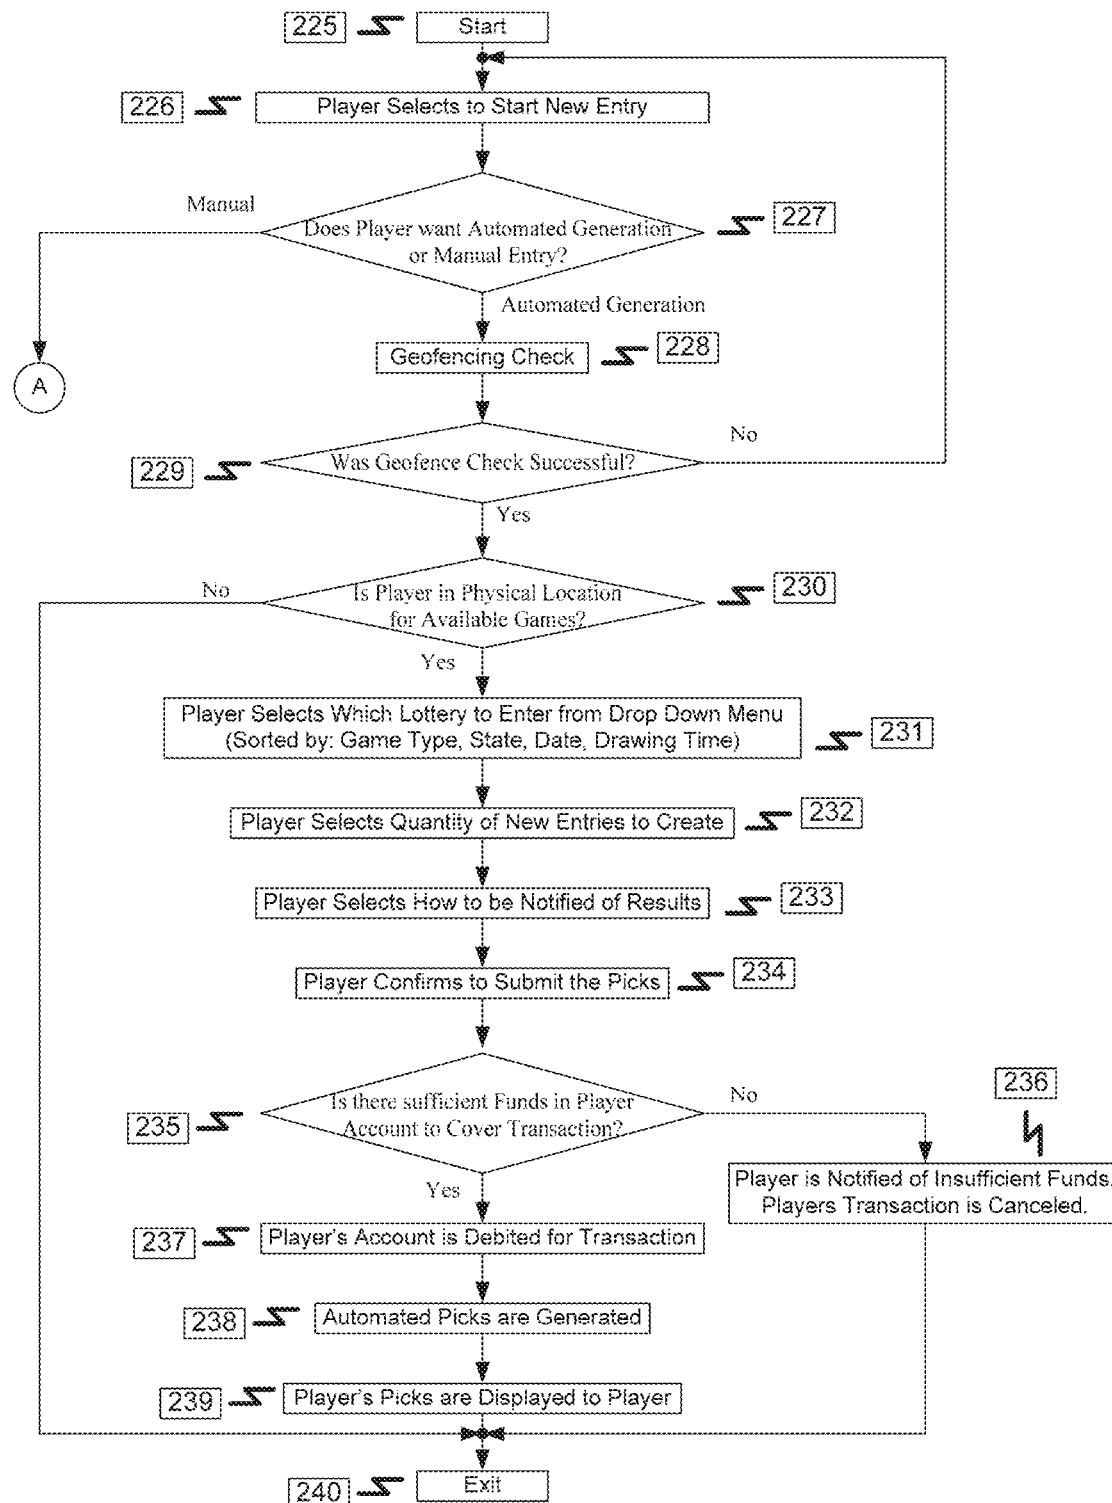 225
Start
226
Player Selects to Start New Entry
Manual
227
Does Player want Automated Generation
or Manual Entry?
Automated Generation
Geofencing Check
228
A
No
229
Was Geofence Check Successful?
Yes
No
Is Player in Physical Location
for Available Games?
230
Yes
Player Selects Which Lottery to Enter from Drop Down Menu
(Sorted by: Game Type, State, Date, Drawing Time)
231
Player Selects Quantity of New Entries to Create
232
Player Selects How to be Notified of Results
233
Player Confirms to Submit the Picks
234
236
No
235
Is there sufficient Funds in Player
Account to Cover Transaction?
Yes
Player is Notified of Insufficient Funds.
Players Transaction is Canceled.
237
Player's Account is Debited for Transaction
238
Automated Picks are Generated
239
Player's Picks are Displayed to Player
240
Exit